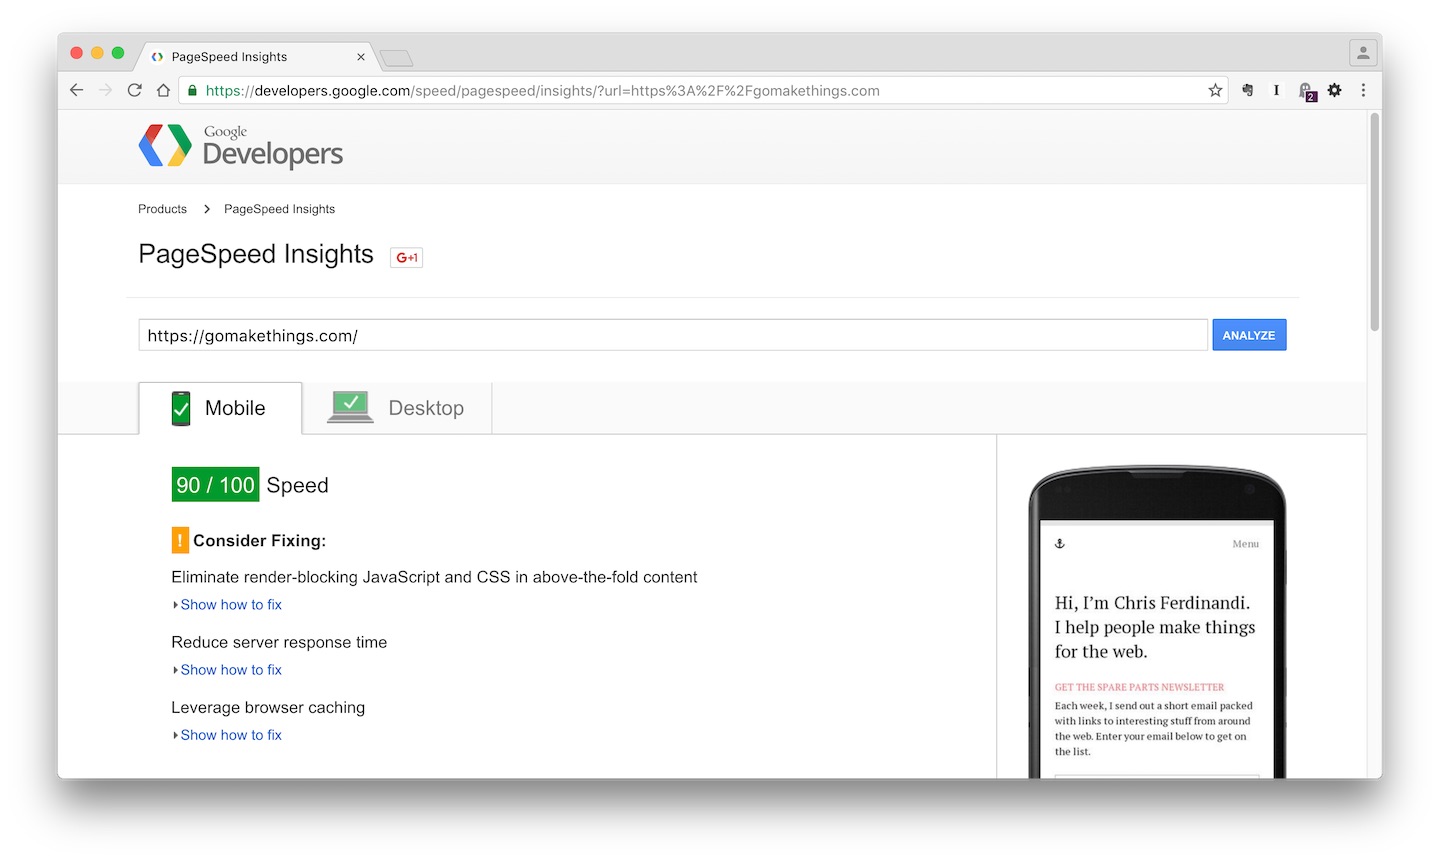 PageSpeed Insights
https://developers.google.com/speed/pagespeed/insights/?url=https%3A%2F%2Fgomakethings.com
I
2
Google
Developers
Products
PageSpeed Insights
PageSpeed Insights
G+1
https://gomakethings.com/
ANALYZE
Mobile
Desktop
90 / 100 Speed
! Consider Fixing:
Eliminate render-blocking JavaScript and CSS in above-the-fold content
Show how to fix
Reduce server response time
Show how to fix
Leverage browser caching
Show how to fix
Menu
Hi, I’m Chris Ferdinandi.
I help people make things
for the web.
GET THE SPARE PARTS NEWSLETTER
Each week, I send out a short email packed
with links to interesting stuff from around
the web. Enter your email below to get on
the list.